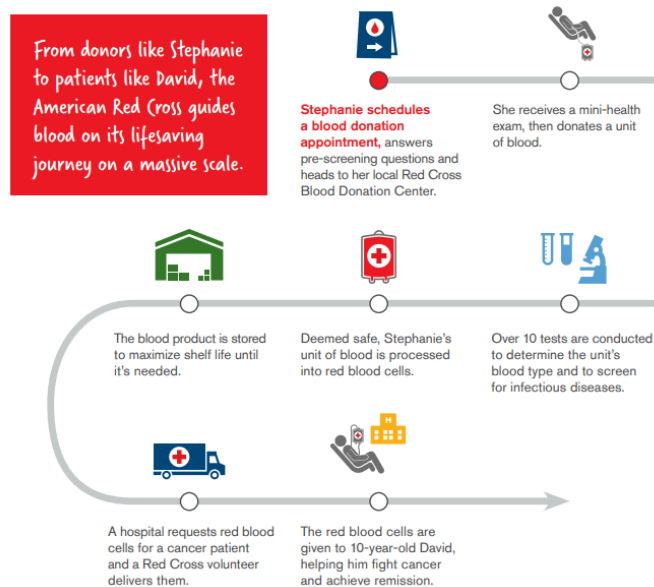 From donors like Stephanie
to patients like David, the
American Red Cross guides
blood on its lifesaving
journey on a massive scale.
Stephanie schedules
a blood donation
appointment, answers
pre-screening questions and
heads to her local Red Cross
Blood Donation Center.
She receives a mini-health
exam, then donates a unit
of blood.
Over 10 tests are conducted
to determine the unit’s
blood type and to screen
for infectious diseases.
Deemed safe, Stephanie’s
unit of blood is processed
into red blood cells.
The blood product is stored
to maximize shelf life until
it’s needed.
A hospital requests red blood
cells for a cancer patient
and a Red Cross volunteer
delivers them.
H
The red blood cells are
given to 10-year-old David,
helping him fight cancer
and achieve remission.